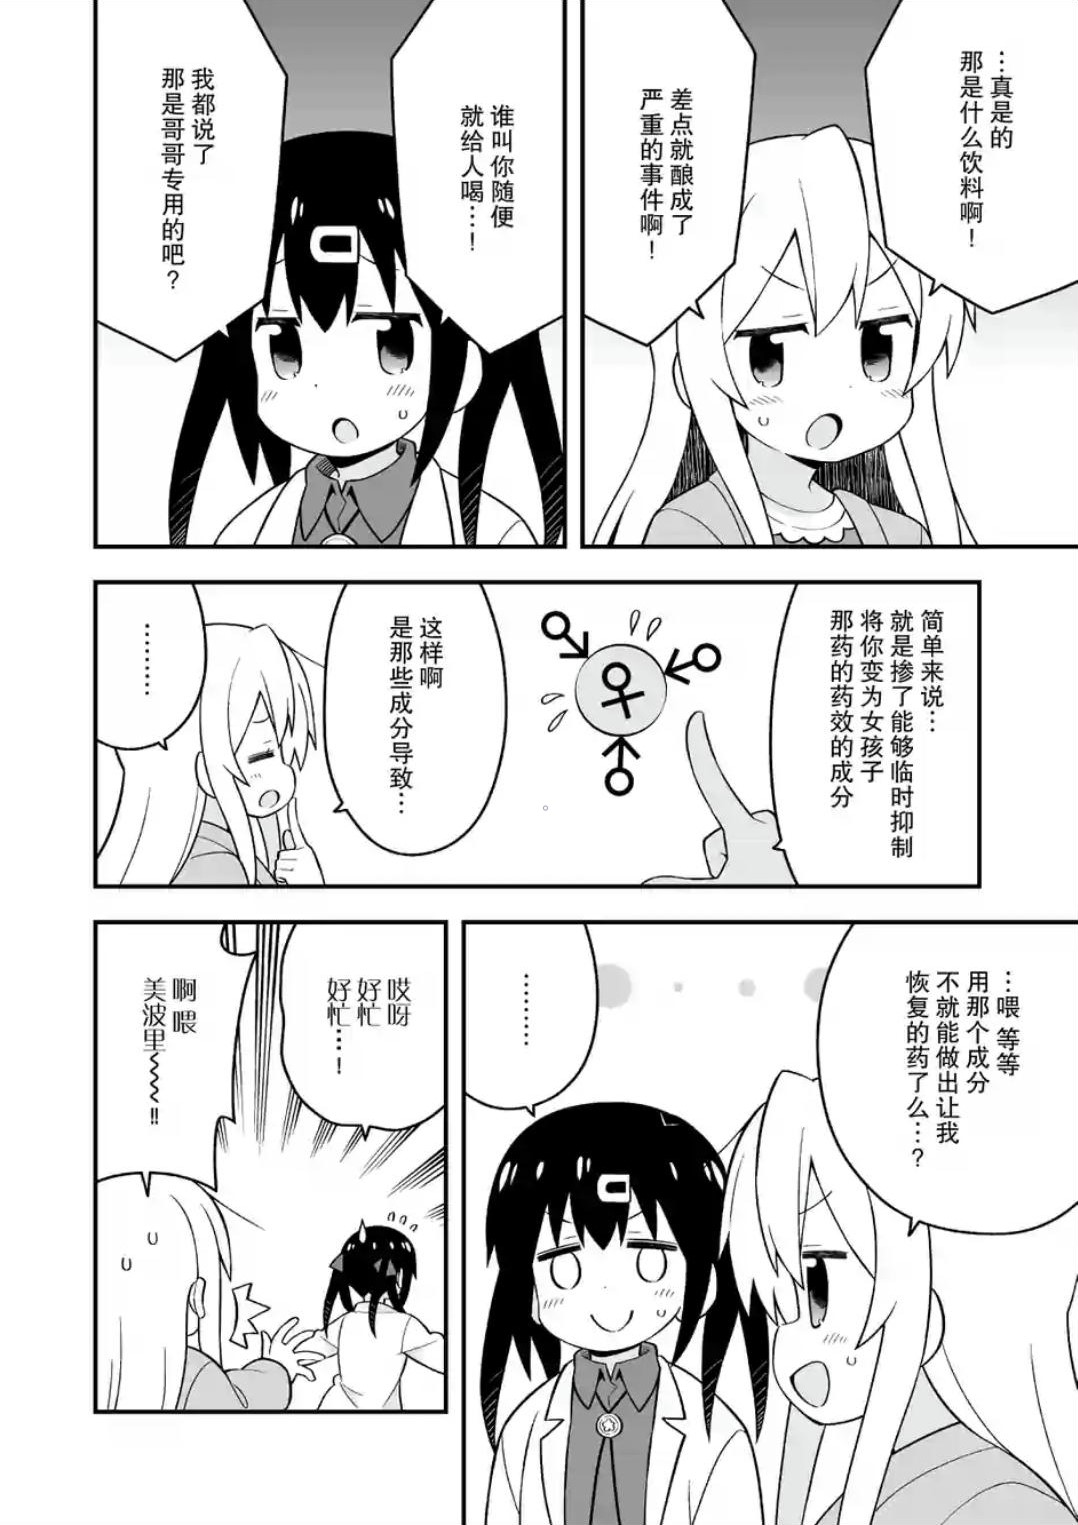 …真是的
那是什么饮料啊！
差点就酿成了
严重的事件啊！
谁叫你随便
就给人喝…！
我都说了
那是哥哥专用的吧？
简单来说…
就是掺了能够临时抑制
将你变为女孩子
那药的药效的成分
这样啊
是那些成分导致…
………
…喂 等等
用那个成分
不就能做出让我
恢复的药了么…？
………
哎呀
好忙
好忙…！
啊 喂
美波里~~~!!